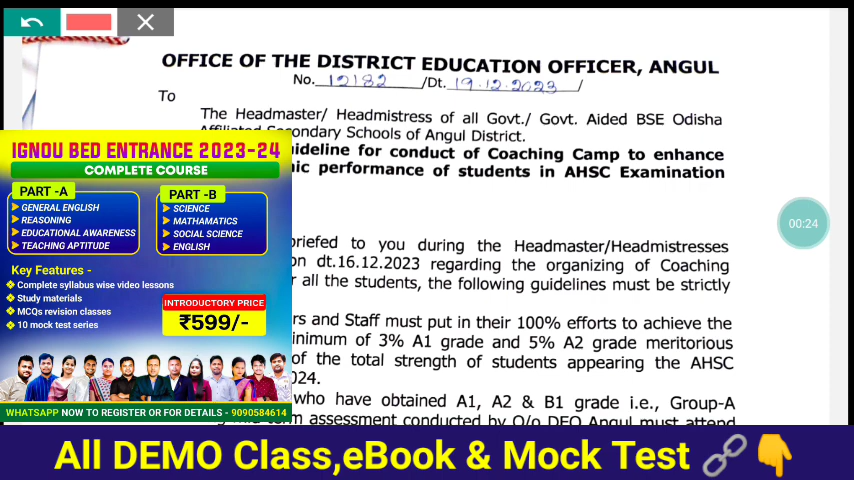 OFFICE OF THE DISTRICT EDUCATION OFFICER, ANGUL
No. 12182 /Dt. 19.12.2023 /
To
The Headmaster/ Headmistress of all Govt./ Govt. Aided BSE Odisha
Affiliated Secondary Schools of Angul District.
ideline for conduct of Coaching Camp to enhance
ic performance of students in AHSC Examination
riefed to you during the Headmaster/Headmistresses
on dt.16.12.2023 regarding the organizing of Coaching
r all the students, the following guidelines must be strictly
rs and Staff must put in their 100% efforts to achieve the
inimum of 3% A1 grade and 5% A2 grade meritorious
of the total strength of students appearing the AHSC
024.
who have obtained A1, A2 & B1 grade i.e., Group-A
term assessment conducted by O/o DEO Angul must attend
IGNOU BED ENTRANCE 2023-24
COMPLETE COURSE
PART -A
GENERAL ENGLISH
REASONING
EDUCATIONAL AWARENESS
TEACHING APTITUDE
PART -B
SCIENCE
MATHAMATICS
SOCIAL SCIENCE
ENGLISH
Key Features -
Complete syllabus wise video lessons
Study materials
MCQs revision classes
10 mock test series
INTRODUCTORY PRICE
₹599/-
WHATSAPP NOW TO REGISTER OR FOR DETAILS - 9090584614
00:24
All DEMO Class,eBook & Mock Test